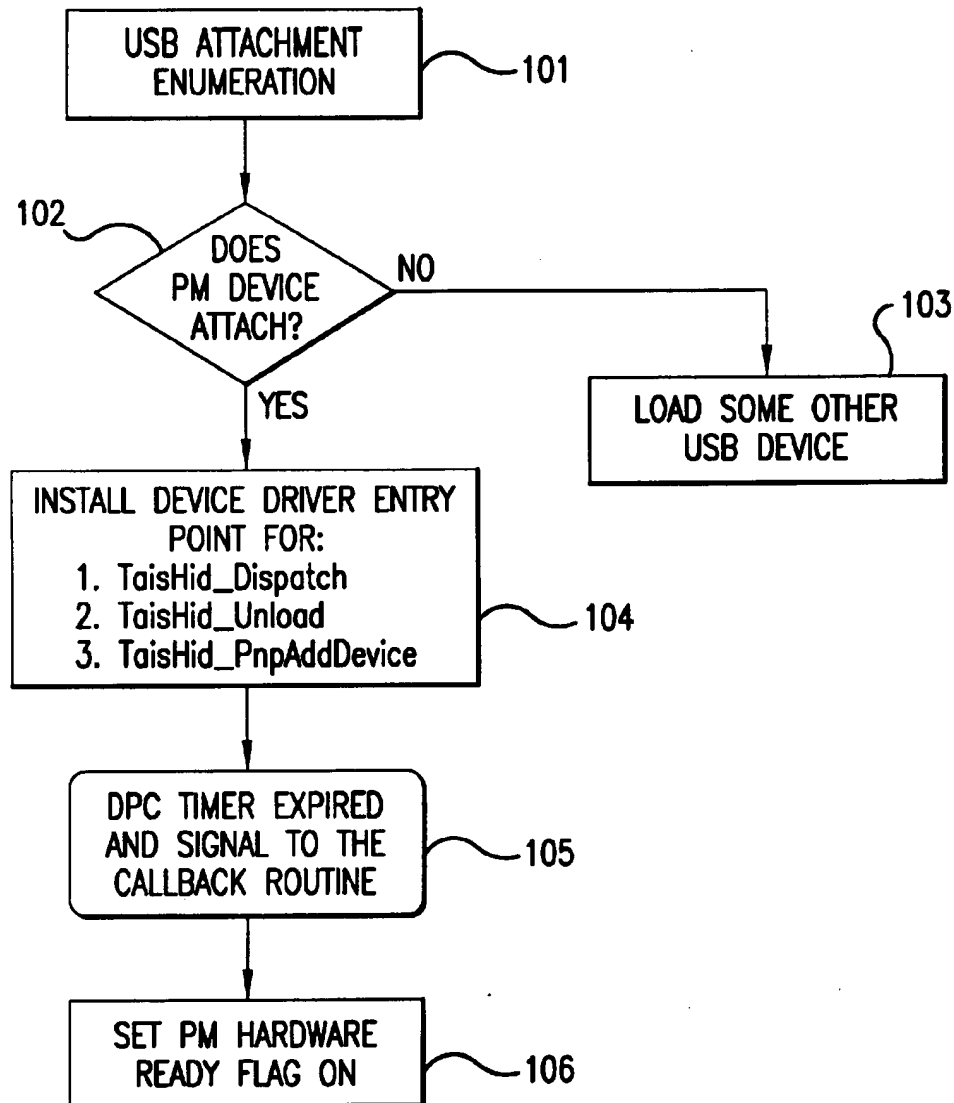 USB ATTACHMENT
ENUMERATION
101
102
DOES
PM DEVICE
ATTACH?
NO
103
YES
LOAD SOME OTHER
USB DEVICE
INSTALL DEVICE DRIVER ENTRY
POINT FOR:
1. TaisHid_Dispatch
2. TaisHid_Unload
3. TaisHid_PnpAddDevice
104
DPC TIMER EXPIRED
AND SIGNAL TO THE
CALLBACK ROUTINE
105
SET PM HARDWARE
READY FLAG ON
106